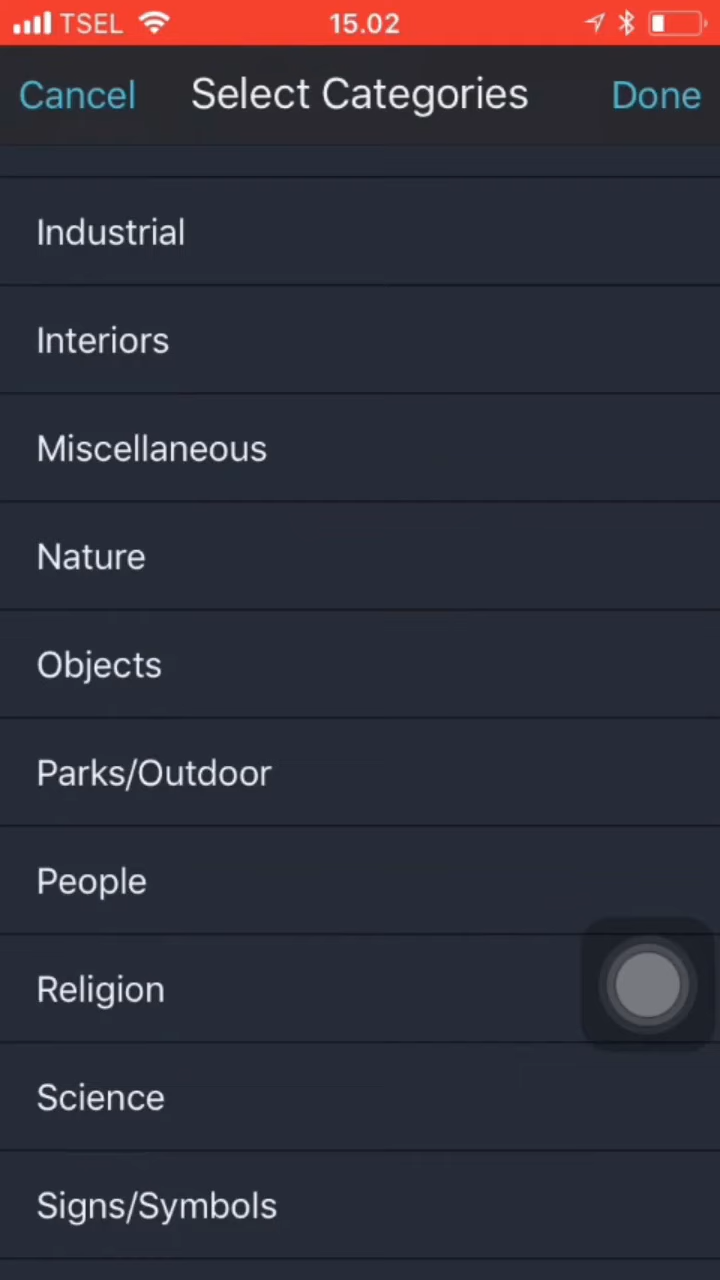 TSEL 15.02
Cancel Select Categories Done
Industrial
Interiors
Miscellaneous
Nature
Objects
Parks/Outdoor
People
Religion
Science
Signs/Symbols